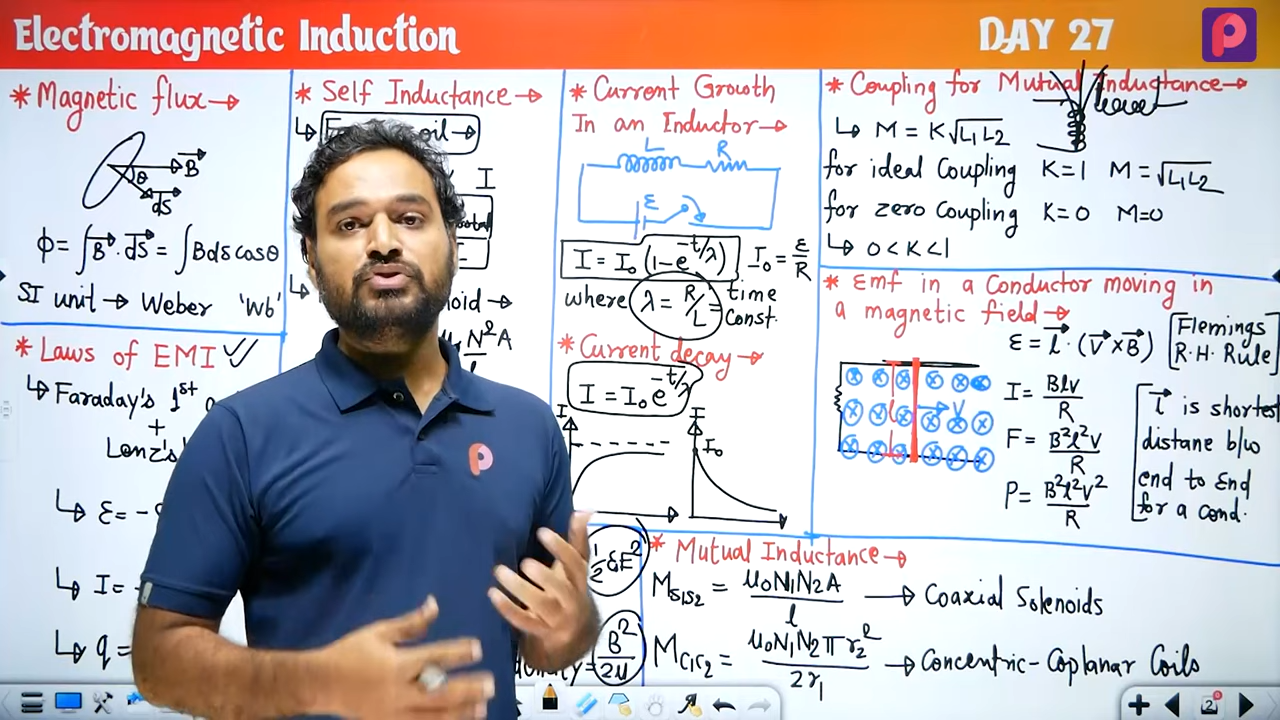 Electromagnetic Induction
DAY 27
* Magnetic flux→
θ B⃗
dS⃗
ϕ = ∫B⃗ · dS⃗ = ∫Bds cosθ
SI unit → Weber 'Wb'
* Laws of EMI
↳ Faraday's 1st
+
Lenz's
↳ ε = -
↳ I = -
↳ q =
* Self Inductance →
oil →
I
noid →
N²A
* Current Growth
In an Inductor→
L R
ε
I = I₀ (1-e^(-t/λ)) I₀ = ε/R
where λ = R/L = time const.
* Current decay →
I = I₀e^(-t/λ)
I I
I₀
* Coupling for Mutual Inductance→
↳ M = K√L₁L₂
for ideal Coupling K=1 M=√L₁L₂
for zero Coupling K=0 M=0
↳ 0<K<1
* Emf in a Conductor moving in
a magnetic field→
ε = l⃗ · (V⃗ × B⃗) [Flemings R.H. Rule]
l V
I = Blv/R
F = B²l²V/R
P = B²l²V²/R
l⃗ is shortest
distane b/w
end to End
for a cond.
1/2 ε₀E²
= B²/2μ
* Mutual Inductance→
M_S₁S₂ = μ₀N₁N₂A/l → Coaxial Solenoids
M_C₁C₂ = μ₀N₁N₂πr₂²/2r₁ → Concentric-Coplanar Coils
2